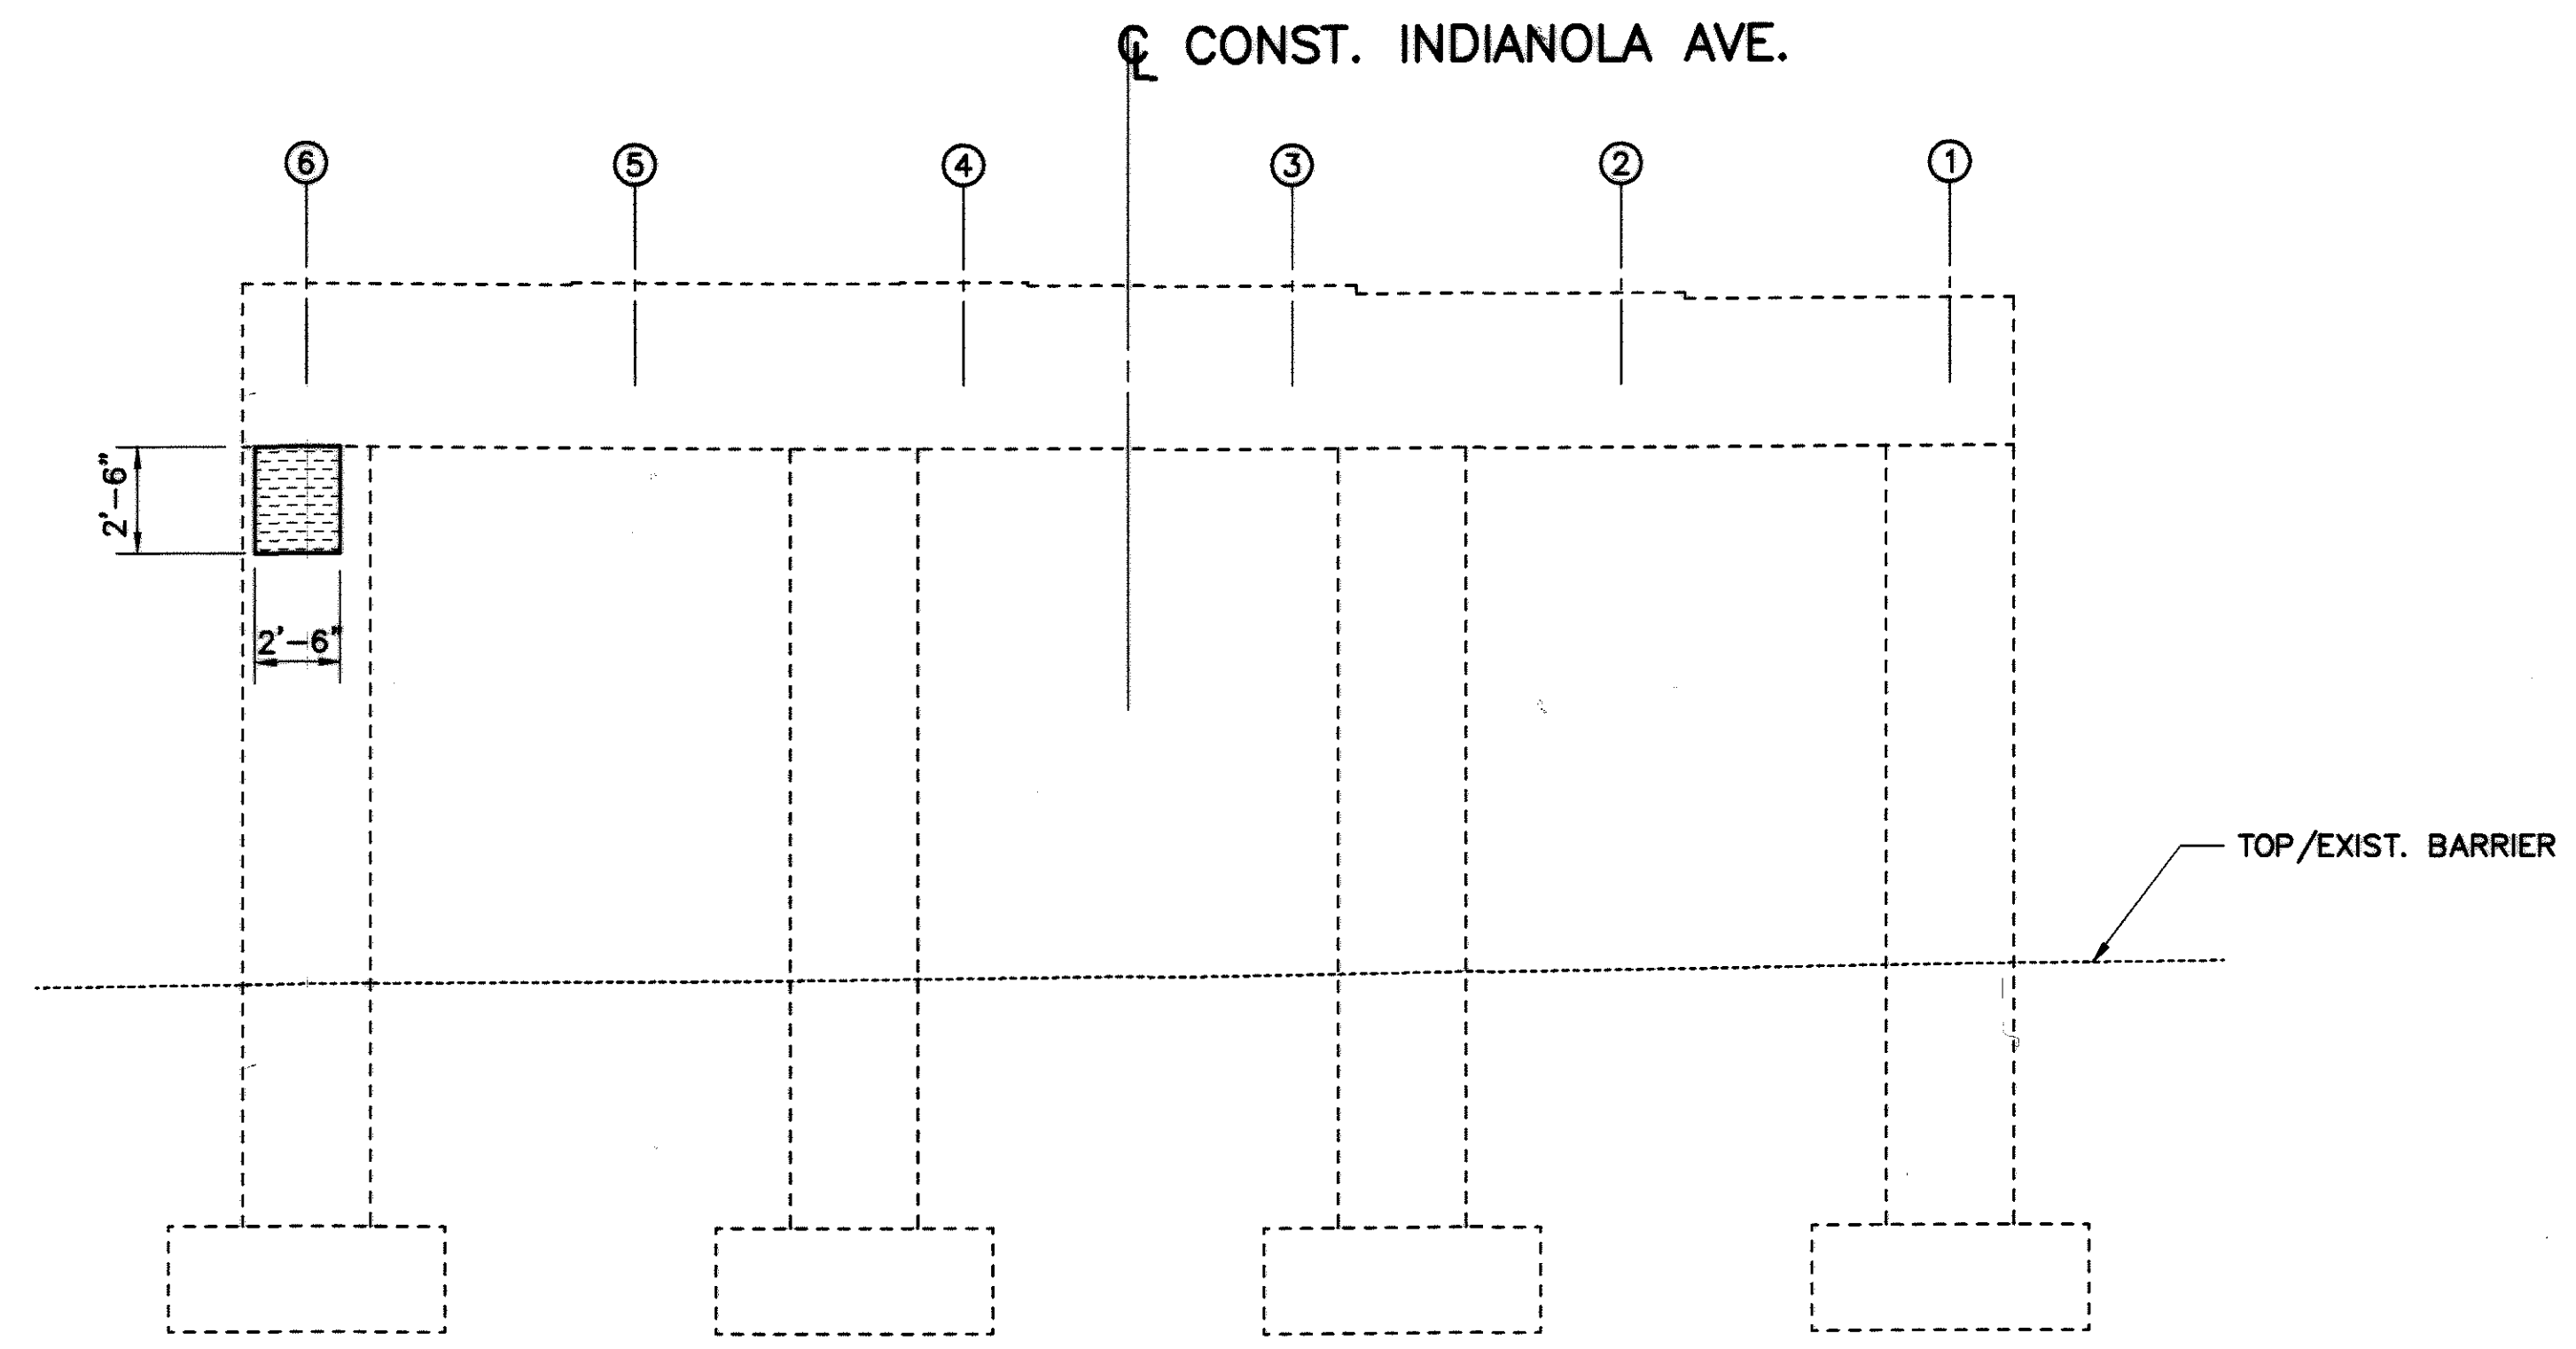 ℄ CONST. INDIANOLA AVE.
6 5 4 3 2 1
2'-6"
2'-6"
TOP/EXIST. BARRIER